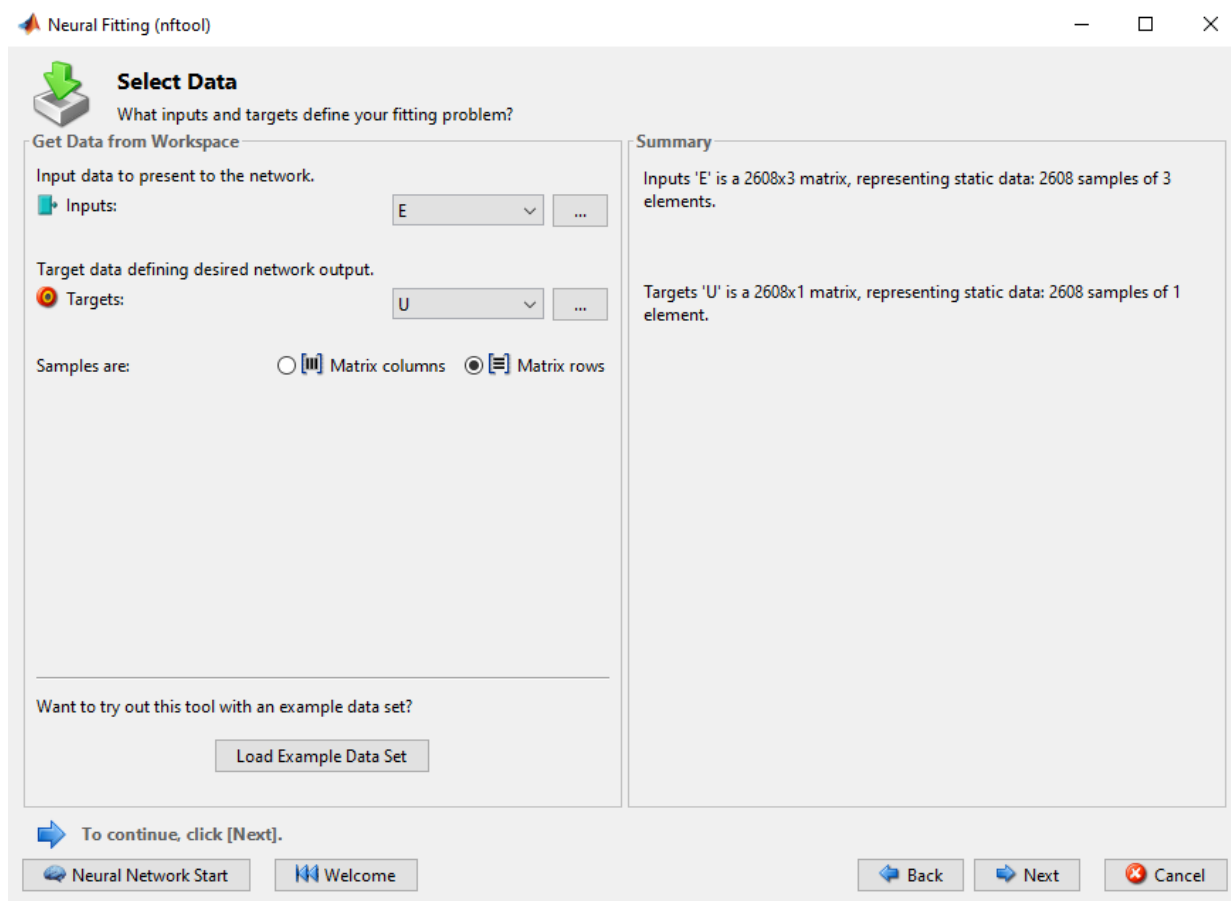 Neural Fitting (nftool)
Select Data
What inputs and targets define your fitting problem?
Get Data from Workspace
Input data to present to the network.
Inputs:
E
...
Target data defining desired network output.
Targets:
U
...
Samples are:
Matrix columns
Matrix rows
Want to try out this tool with an example data set?
Load Example Data Set
Summary
Inputs 'E' is a 2608x3 matrix, representing static data: 2608 samples of 3
elements.
Targets 'U' is a 2608x1 matrix, representing static data: 2608 samples of 1
element.
To continue, click [Next].
Neural Network Start
Welcome
Back
Next
Cancel